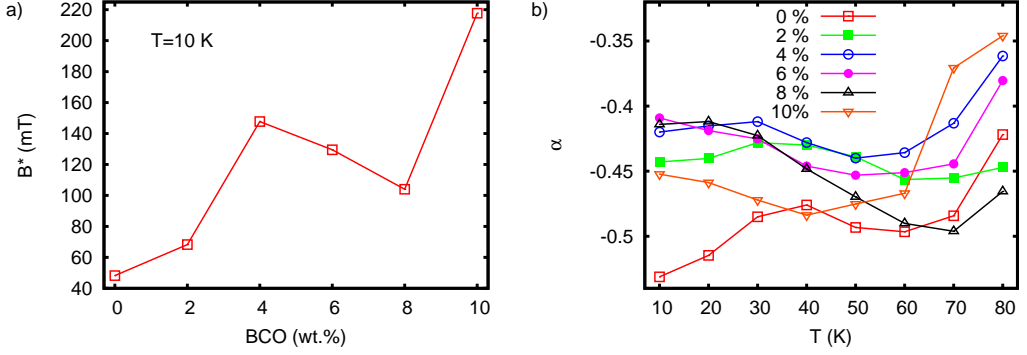 a)
T=10 K
B* (mT)
220
200
180
160
140
120
100
80
60
40
0 2 4 6 8 10
BCO (wt.%)
b)
0 %
2 %
4 %
6 %
8 %
10%
α
-0.35
-0.4
-0.45
-0.5
10 20 30 40 50 60 70 80
T (K)